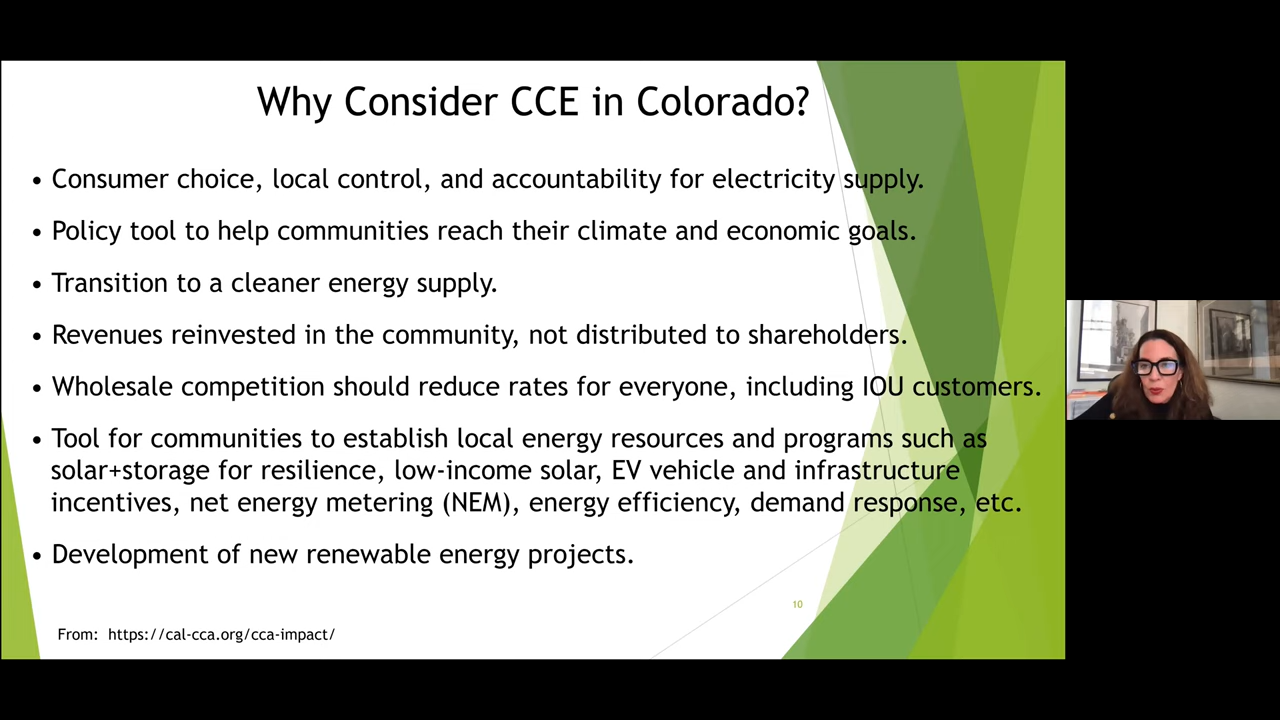 Why Consider CCE in Colorado?
• Consumer choice, local control, and accountability for electricity supply.
• Policy tool to help communities reach their climate and economic goals.
• Transition to a cleaner energy supply.
• Revenues reinvested in the community, not distributed to shareholders.
• Wholesale competition should reduce rates for everyone, including IOU customers.
• Tool for communities to establish local energy resources and programs such as
solar+storage for resilience, low-income solar, EV vehicle and infrastructure
incentives, net energy metering (NEM), energy efficiency, demand response, etc.
• Development of new renewable energy projects.
10
From: https://cal-cca.org/cca-impact/